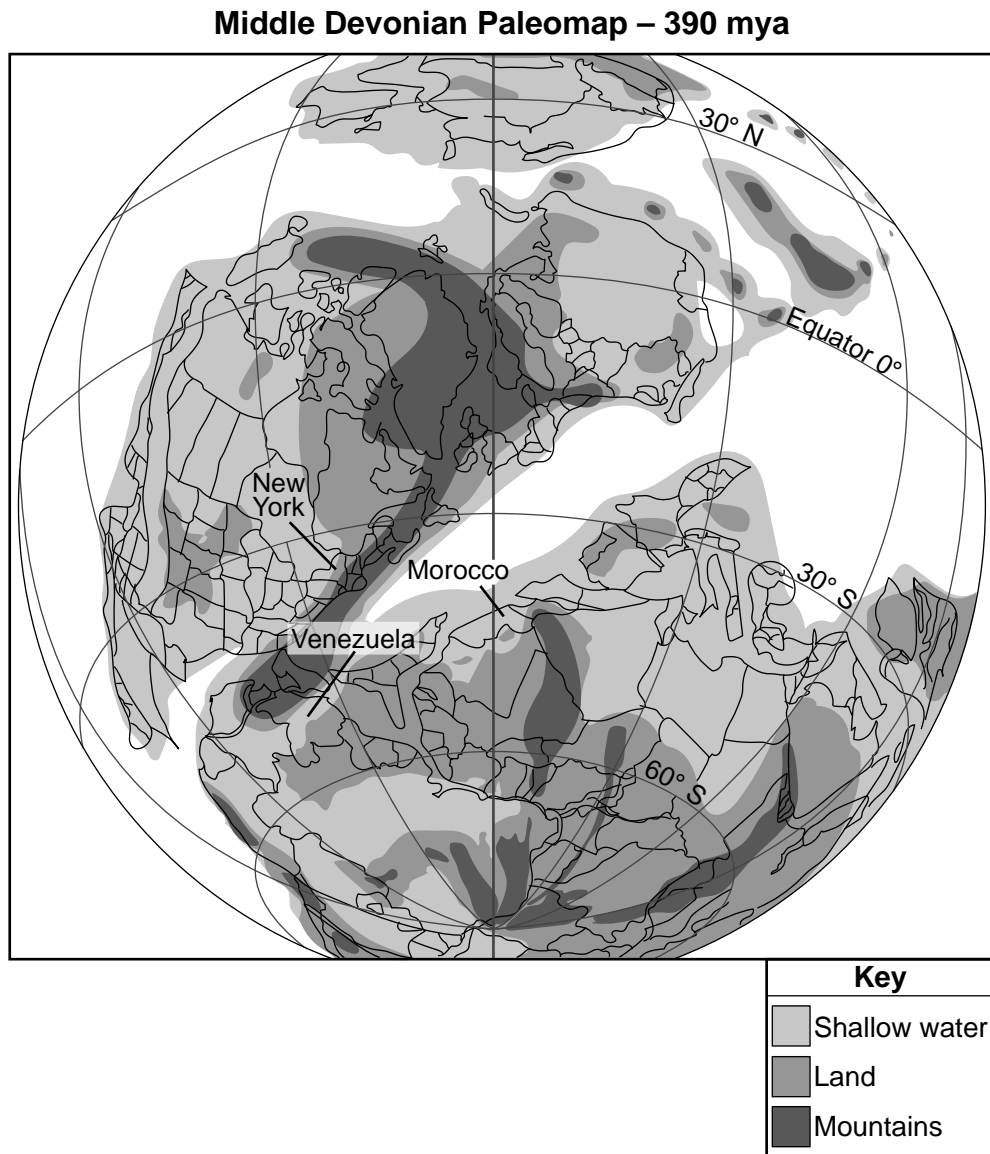 Middle Devonian Paleomap – 390 mya
30° N
Equator 0°
New
York
Morocco
30° S
Venezuela
60° S
Key
Shallow water
Land
Mountains